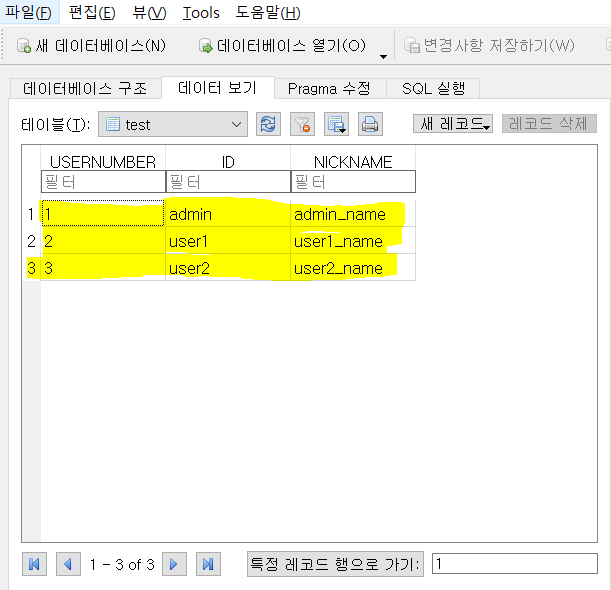 파일(F) 편집(E) 뷰(V) Tools 도움말(H)
새 데이터베이스(N) 데이터베이스 열기(O) 변경사항 저장하기(W)
데이터베이스 구조 데이터 보기 Pragma 수정 SQL 실행
테이블(T): test 새 레코드 레코드 삭제
USERNUMBER ID NICKNAME
필터 필터 필터
1 1 admin admin_name
2 2 user1 user1_name
3 3 user2 user2_name
1 - 3 of 3 특정 레코드 행으로 가기: 1